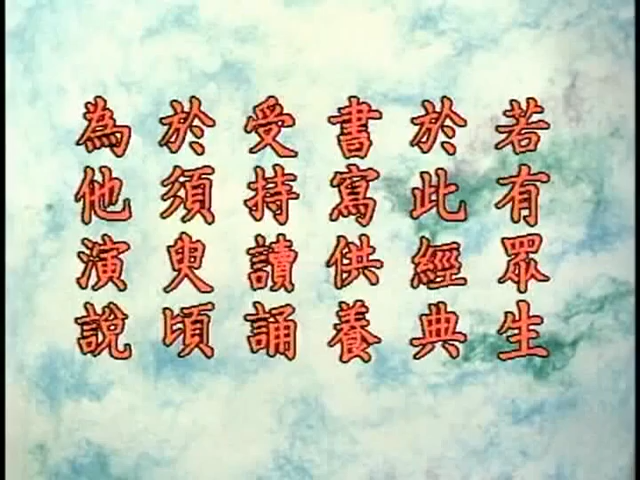 若有眾生
於此經典
書寫供養
受持讀誦
於須臾頃
為他演說